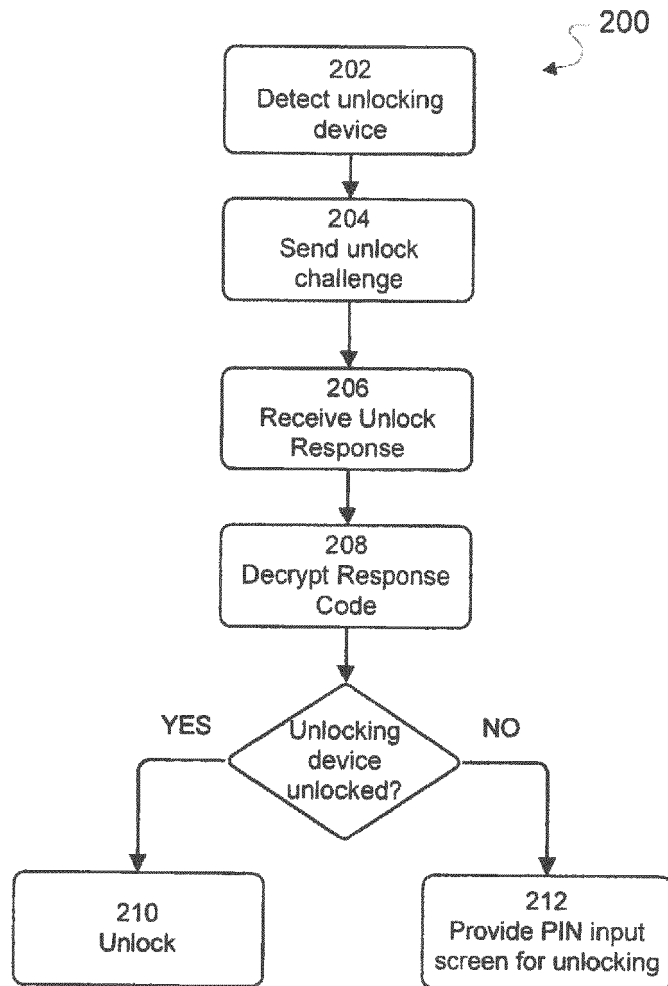 200
202
Detect unlocking
device
204
Send unlock
challenge
206
Receive Unlock
Response
208
Decrypt Response
Code
YES
Unlocking
device
unlocked?
NO
210
Unlock
212
Provide PIN input
screen for unlocking